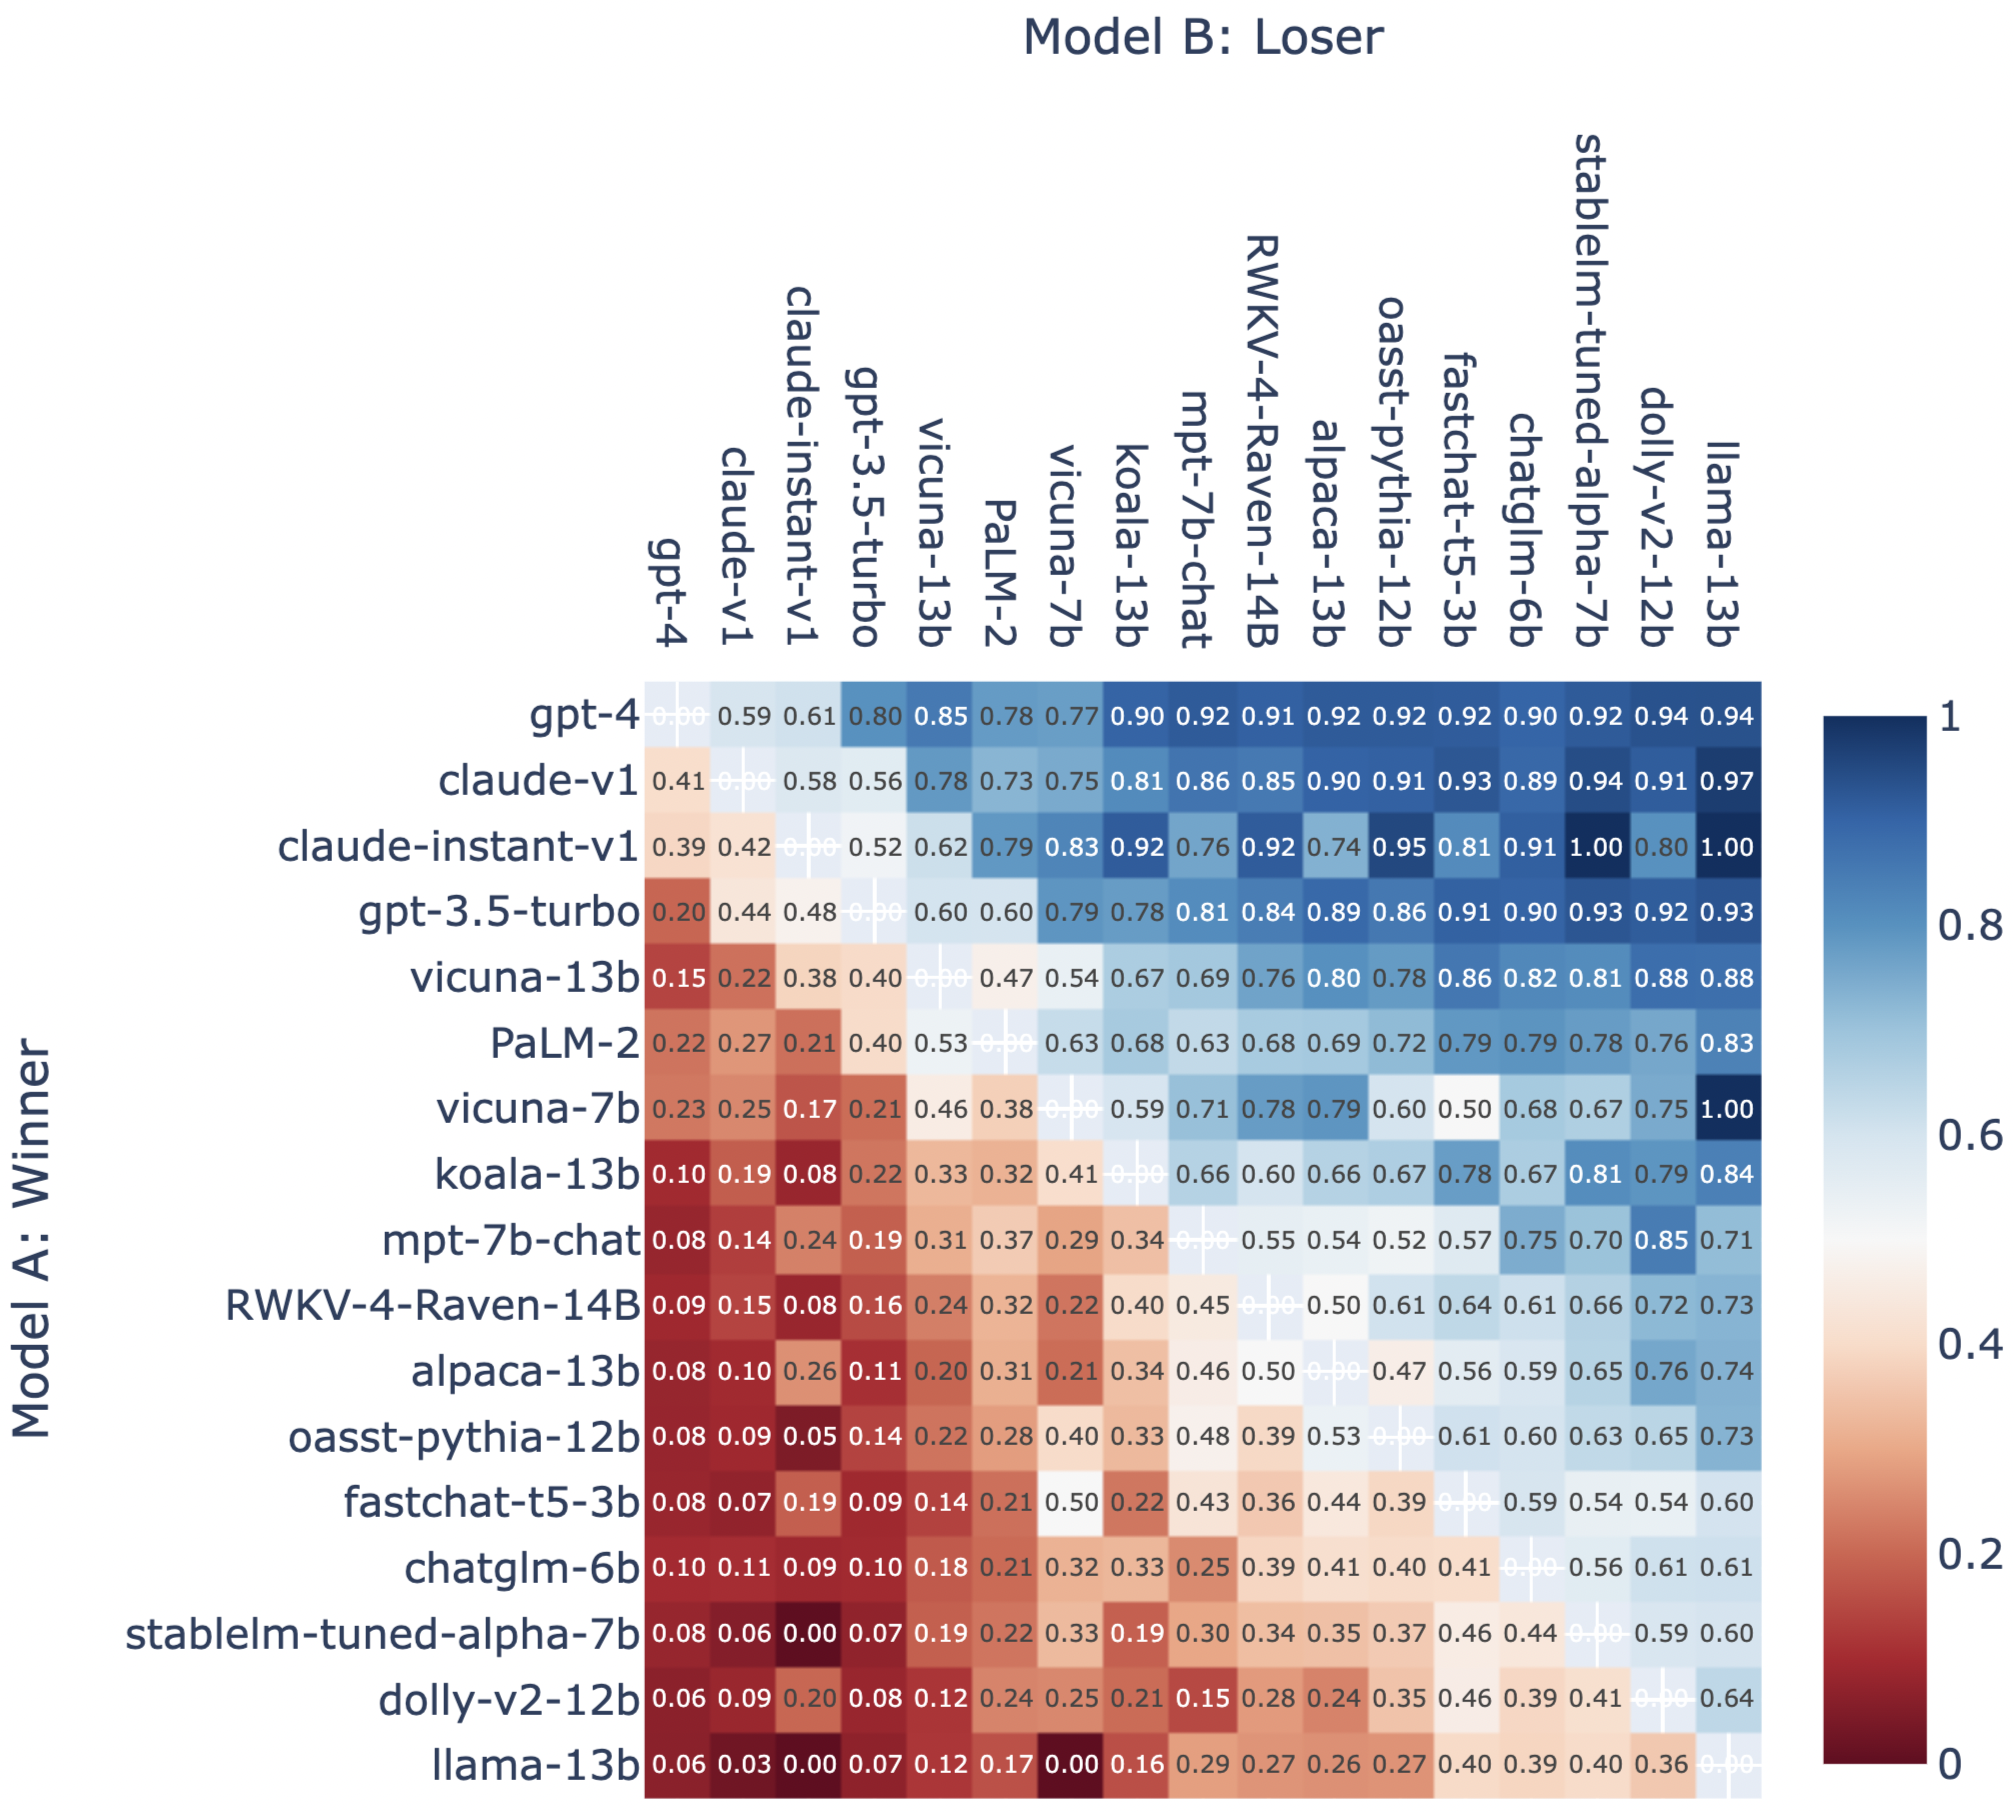 Model B: Loser
gpt-4
claude-v1
claude-instant-v1
gpt-3.5-turbo
vicuna-13b
PaLM-2
vicuna-7b
koala-13b
mpt-7b-chat
RWKV-4-Raven-14B
alpaca-13b
oasst-pythia-12b
fastchat-t5-3b
chatglm-6b
stablelm-tuned-alpha-7b
dolly-v2-12b
llama-13b
Model A: Winner
gpt-4 0.00 0.59 0.61 0.80 0.85 0.78 0.77 0.90 0.92 0.91 0.92 0.92 0.92 0.90 0.92 0.94 0.94
claude-v1 0.41 0.00 0.58 0.56 0.78 0.73 0.75 0.81 0.86 0.85 0.90 0.91 0.93 0.89 0.94 0.91 0.97
claude-instant-v1 0.39 0.42 0.00 0.52 0.62 0.79 0.83 0.92 0.76 0.92 0.74 0.95 0.81 0.91 1.00 0.80 1.00
gpt-3.5-turbo 0.20 0.44 0.48 0.00 0.60 0.60 0.79 0.78 0.81 0.84 0.89 0.86 0.91 0.90 0.93 0.92 0.93
vicuna-13b 0.15 0.22 0.38 0.40 0.00 0.47 0.54 0.67 0.69 0.76 0.80 0.78 0.86 0.82 0.81 0.88 0.88
PaLM-2 0.22 0.27 0.21 0.40 0.53 0.00 0.63 0.68 0.63 0.68 0.69 0.72 0.79 0.79 0.78 0.76 0.83
vicuna-7b 0.23 0.25 0.17 0.21 0.46 0.38 0.00 0.59 0.71 0.78 0.79 0.60 0.50 0.68 0.67 0.75 1.00
koala-13b 0.10 0.19 0.08 0.22 0.33 0.32 0.41 0.00 0.66 0.60 0.66 0.67 0.78 0.67 0.81 0.79 0.84
mpt-7b-chat 0.08 0.14 0.24 0.19 0.31 0.37 0.29 0.34 0.00 0.55 0.54 0.52 0.57 0.75 0.70 0.85 0.71
RWKV-4-Raven-14B 0.09 0.15 0.08 0.16 0.24 0.32 0.22 0.40 0.45 0.00 0.50 0.61 0.64 0.61 0.66 0.72 0.73
alpaca-13b 0.08 0.10 0.26 0.11 0.20 0.31 0.21 0.34 0.46 0.50 0.00 0.47 0.56 0.59 0.65 0.76 0.74
oasst-pythia-12b 0.08 0.09 0.05 0.14 0.22 0.28 0.40 0.33 0.48 0.39 0.53 0.00 0.61 0.60 0.63 0.65 0.73
fastchat-t5-3b 0.08 0.07 0.19 0.09 0.14 0.21 0.50 0.22 0.43 0.36 0.44 0.39 0.00 0.59 0.54 0.54 0.60
chatglm-6b 0.10 0.11 0.09 0.10 0.18 0.21 0.32 0.33 0.25 0.39 0.41 0.40 0.41 0.00 0.56 0.61 0.61
stablelm-tuned-alpha-7b 0.08 0.06 0.00 0.07 0.19 0.22 0.33 0.19 0.30 0.34 0.35 0.37 0.46 0.44 0.00 0.59 0.60
dolly-v2-12b 0.06 0.09 0.20 0.08 0.12 0.24 0.25 0.21 0.15 0.28 0.24 0.35 0.46 0.39 0.41 0.00 0.64
llama-13b 0.06 0.03 0.00 0.07 0.12 0.17 0.00 0.16 0.29 0.27 0.26 0.27 0.40 0.39 0.40 0.36 0.00
1
0.8
0.6
0.4
0.2
0